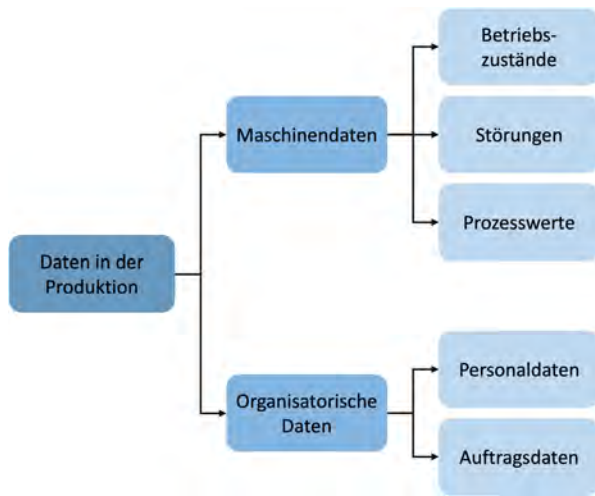 Betriebs-
zustände
Maschinendaten
Störungen
Prozesswerte
Daten in der
Produktion
Personaldaten
Organisatorische
Daten
Auftragsdaten